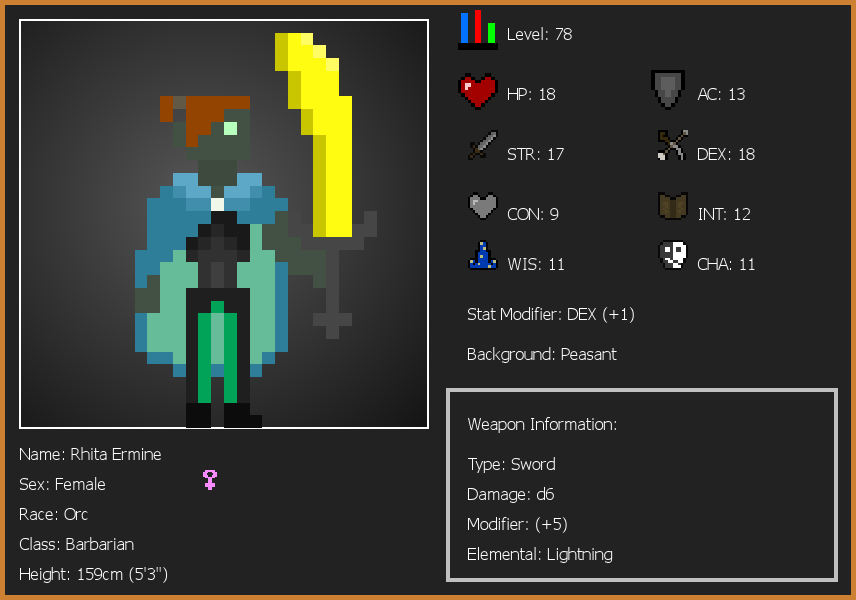 Level: 78
HP: 18
AC: 13
STR: 17
DEX: 18
CON: 9
INT: 12
WIS: 11
CHA: 11
Stat Modifier: DEX (+1)
Background: Peasant
Weapon Information:
Type: Sword
Damage: d6
Modifier: (+5)
Elemental: Lightning
Name: Rhita Ermine
Sex: Female
Race: Orc
Class: Barbarian
Height: 159cm (5'3")